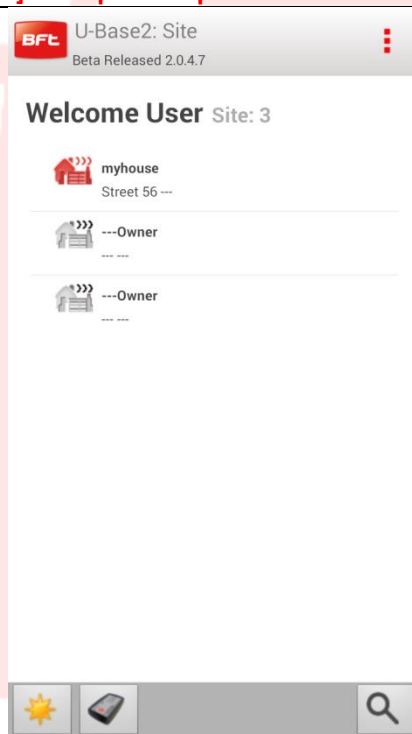 BFt U-Base2: Site
Beta Released 2.0.4.7
Welcome User Site: 3
myhouse
Street 56 ---
---Owner
--- ---
---Owner
--- ---